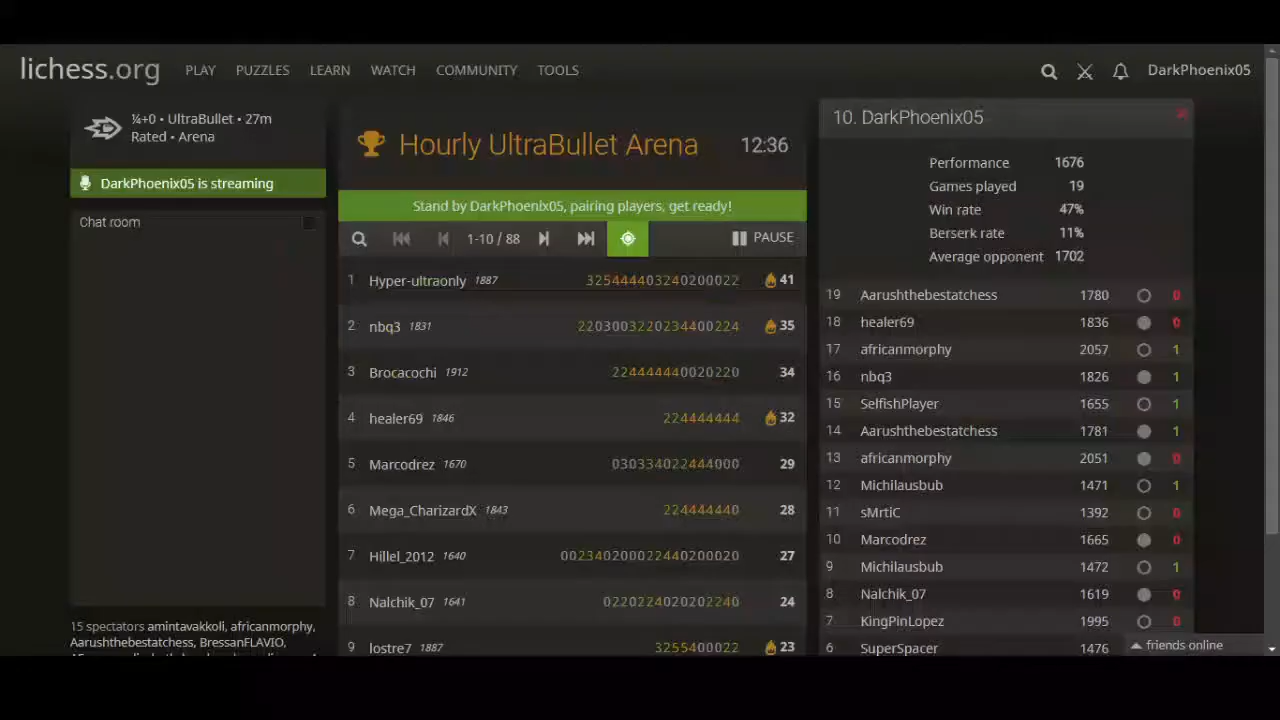 lichess.org PLAY PUZZLES LEARN WATCH COMMUNITY TOOLS DarkPhoenix05
¼+0 • UltraBullet • 27m
Rated • Arena
DarkPhoenix05 is streaming
Chat room
15 spectators amintavakkoli, africanmorphy,
Aarushthebestatchess, BressanFLAVIO,
Hourly UltraBullet Arena 12:36
Stand by DarkPhoenix05, pairing players, get ready!
1-10 / 88 PAUSE
1 Hyper-ultraonly 1887 32544440324020002​2 41
2 nbq3 1831 220300322023440022​4 35
3 Brocacochi 1912 22444444002022​0 34
4 healer69 1846 224444444 32
5 Marcodrez 1670 030334022444000 29
6 Mega_CharizardX 1843 224444440 28
7 Hillel_2012 1640 002340200022440200020 27
8 Nalchik_07 1641 0220224020202240 24
9 lostre7 1887 3255400022 23
10. DarkPhoenix05
Performance 1676
Games played 19
Win rate 47%
Berserk rate 11%
Average opponent 1702
19 Aarushthebestatchess 1780 0
18 healer69 1836 0
17 africanmorphy 2057 1
16 nbq3 1826 1
15 SelfishPlayer 1655 1
14 Aarushthebestatchess 1781 1
13 africanmorphy 2051 0
12 Michilausbub 1471 1
11 sMrtiC 1392 0
10 Marcodrez 1665 0
9 Michilausbub 1472 1
8 Nalchik_07 1619 0
7 KingPinLopez 1995 0
6 SuperSpacer 1476
friends online